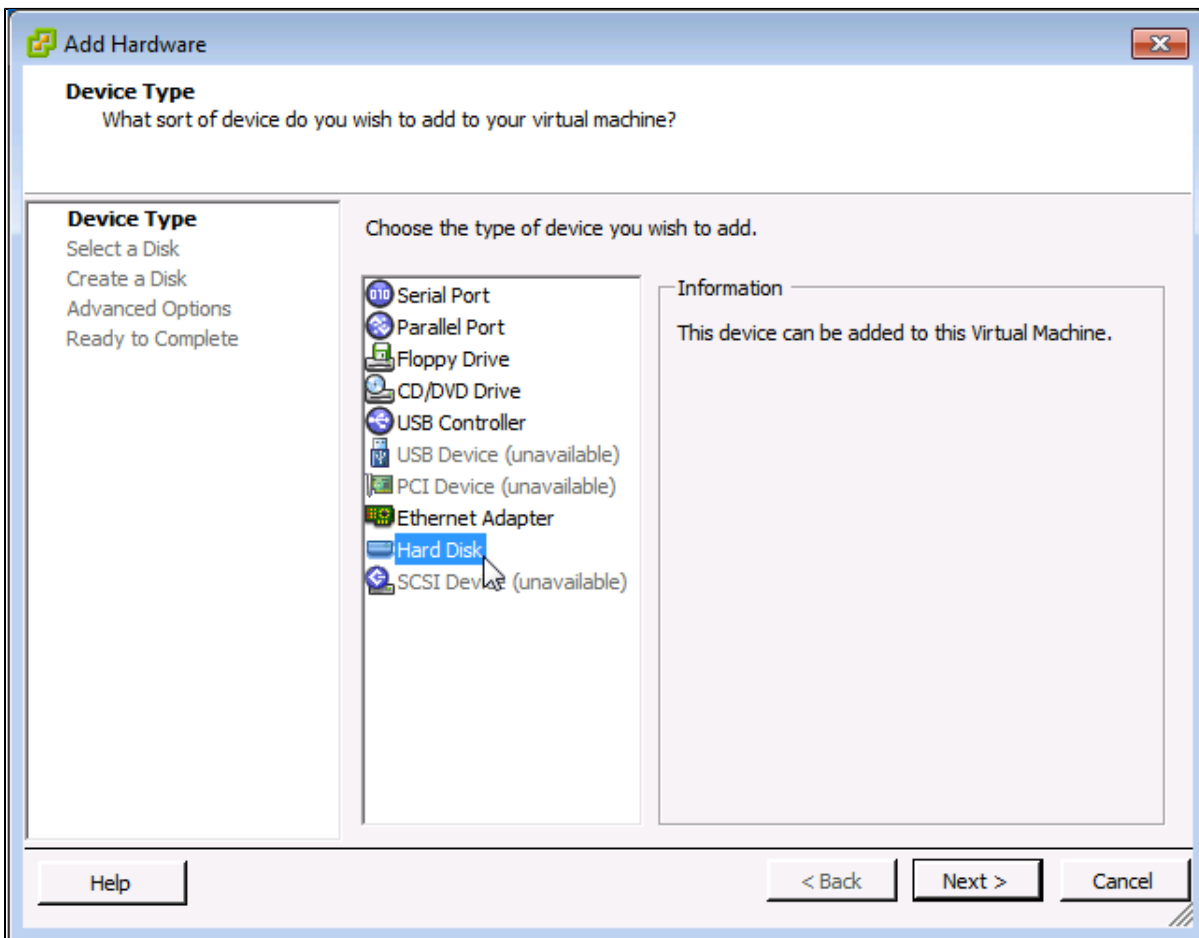 Add Hardware
Device Type
What sort of device do you wish to add to your virtual machine?
Device Type
Select a Disk
Create a Disk
Advanced Options
Ready to Complete
Choose the type of device you wish to add.
Serial Port
Parallel Port
Floppy Drive
CD/DVD Drive
USB Controller
USB Device (unavailable)
PCI Device (unavailable)
Ethernet Adapter
Hard Disk
SCSI Device (unavailable)
Information
This device can be added to this Virtual Machine.
Help
< Back
Next >
Cancel